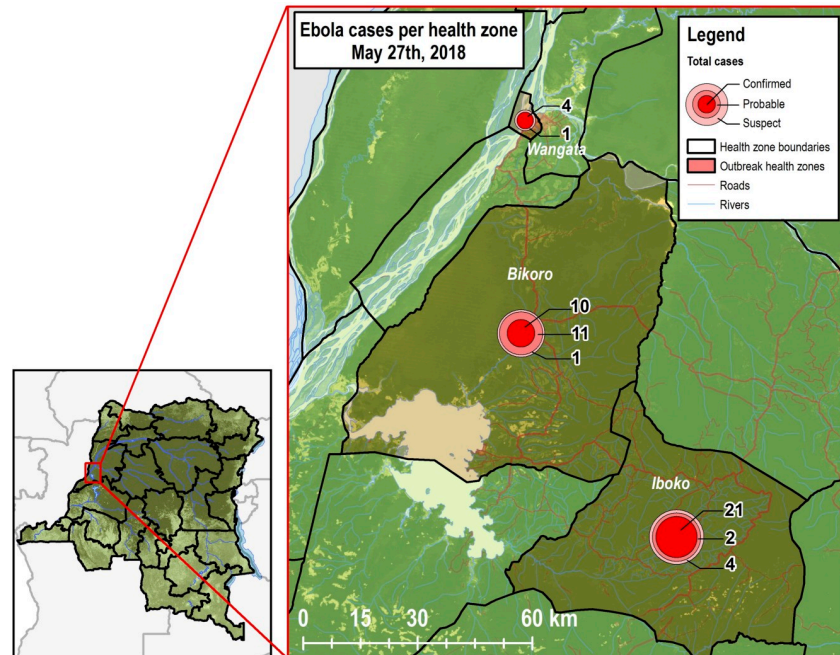 Ebola cases per health zone
May 27th, 2018
Legend
Total cases
Confirmed
Probable
Suspect
Health zone boundaries
Outbreak health zones
Roads
Rivers
4
1
Wangata
Bikoro
10
11
1
Iboko
21
2
4
0 15 30 60 km